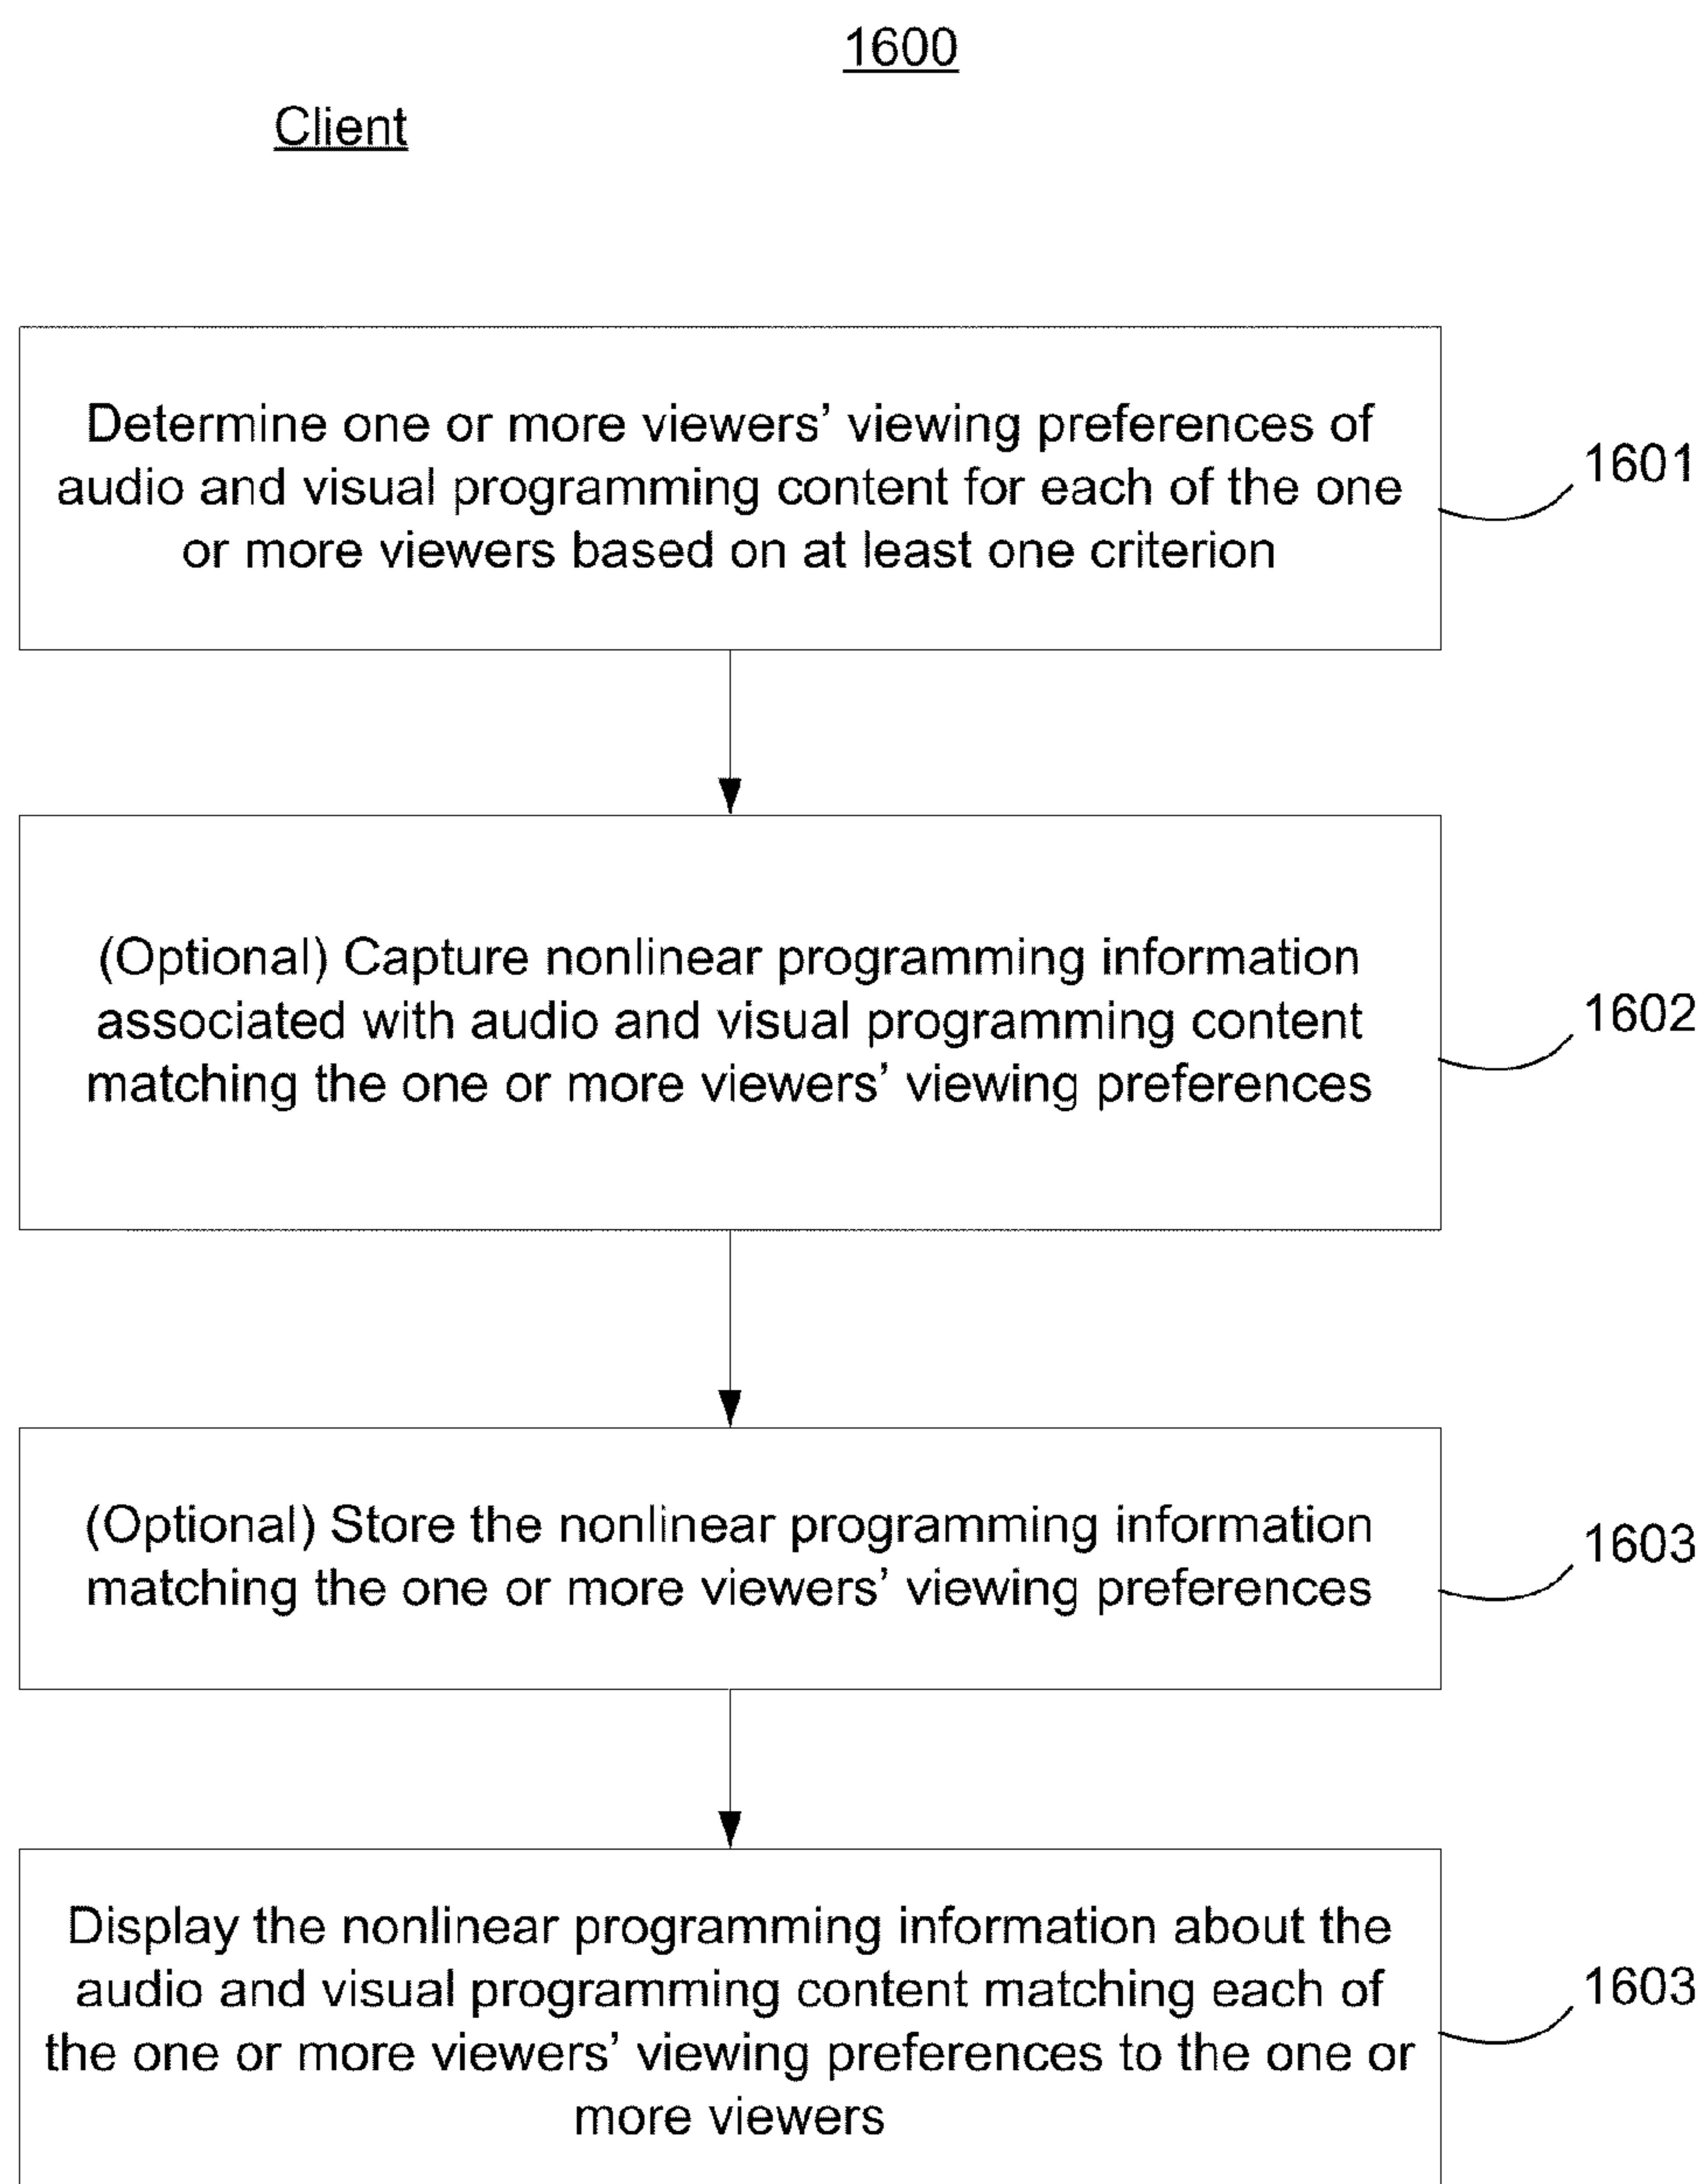 1600
Client
Determine one or more viewers’ viewing preferences of
audio and visual programming content for each of the one
or more viewers based on at least one criterion
1601
(Optional) Capture nonlinear programming information
associated with audio and visual programming content
matching the one or more viewers’ viewing preferences
1602
(Optional) Store the nonlinear programming information
matching the one or more viewers’ viewing preferences
1603
Display the nonlinear programming information about the
audio and visual programming content matching each of
the one or more viewers’ viewing preferences to the one or
more viewers
1603